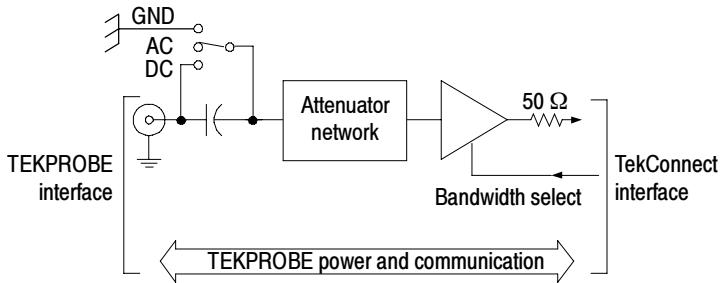 GND
AC
DC
Attenuator
network
50 Ω
TEKPROBE
interface
TekConnect
interface
Bandwidth select
TEKPROBE power and communication